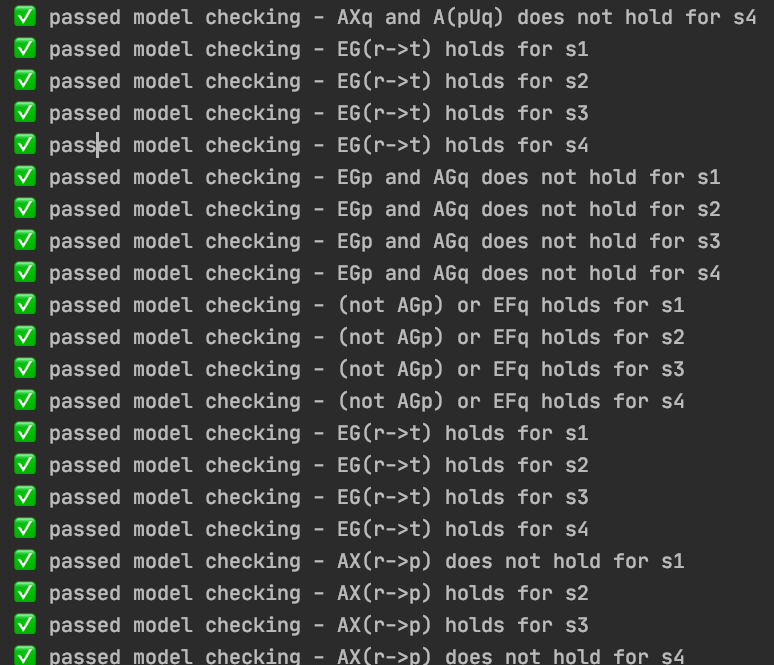 ✅ passed model checking - AXq and A(pUq) does not hold for s4
✅ passed model checking - EG(r->t) holds for s1
✅ passed model checking - EG(r->t) holds for s2
✅ passed model checking - EG(r->t) holds for s3
✅ passed model checking - EG(r->t) holds for s4
✅ passed model checking - EGp and AGq does not hold for s1
✅ passed model checking - EGp and AGq does not hold for s2
✅ passed model checking - EGp and AGq does not hold for s3
✅ passed model checking - EGp and AGq does not hold for s4
✅ passed model checking - (not AGp) or EFq holds for s1
✅ passed model checking - (not AGp) or EFq holds for s2
✅ passed model checking - (not AGp) or EFq holds for s3
✅ passed model checking - (not AGp) or EFq holds for s4
✅ passed model checking - EG(r->t) holds for s1
✅ passed model checking - EG(r->t) holds for s2
✅ passed model checking - EG(r->t) holds for s3
✅ passed model checking - EG(r->t) holds for s4
✅ passed model checking - AX(r->p) does not hold for s1
✅ passed model checking - AX(r->p) holds for s2
✅ passed model checking - AX(r->p) holds for s3
✅ passed model checking - AX(r->p) does not hold for s4